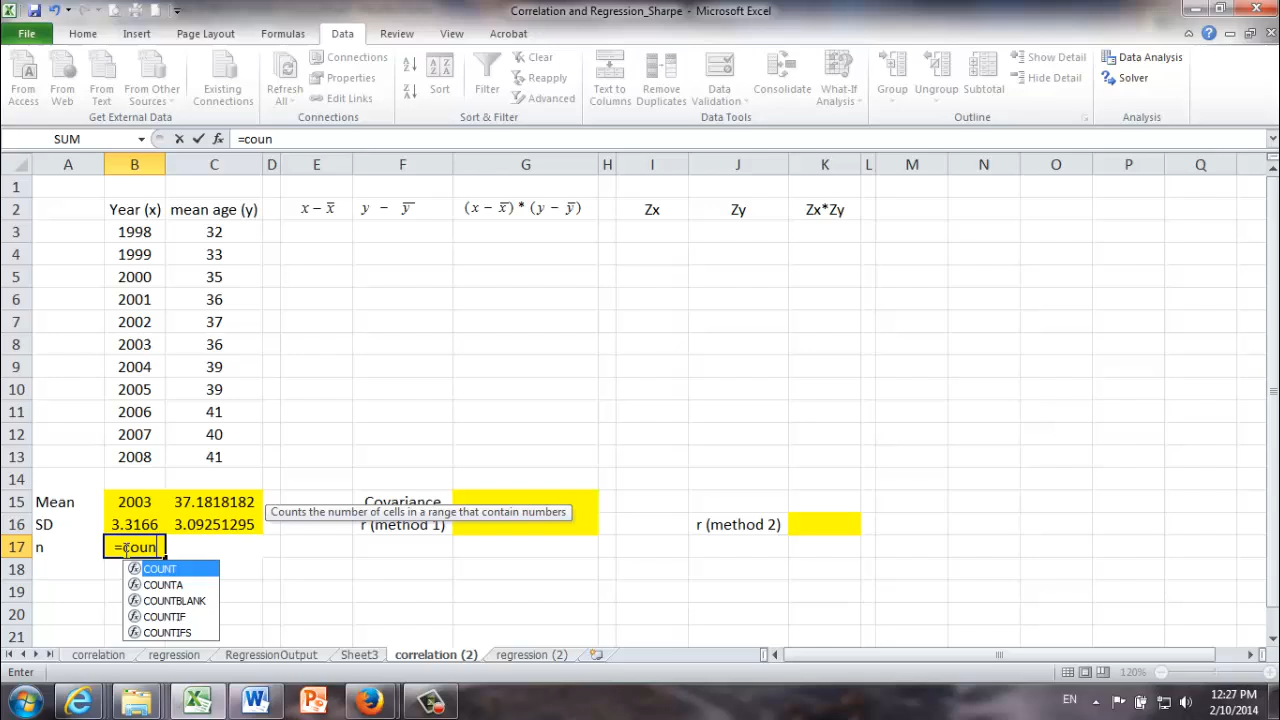 Correlation and Regression_Sharpe - Microsoft Excel
File Home Insert Page Layout Formulas Data Review View Acrobat
From Access
From Web
From Text
From Other Sources
Existing Connections
Get External Data
Refresh All
Connections
Properties
Edit Links
Connections
Sort
Filter
Clear
Reapply
Advanced
Sort & Filter
Text to Columns
Remove Duplicates
Data Validation
Consolidate
What-If Analysis
Data Tools
Group
Ungroup
Subtotal
Show Detail
Hide Detail
Outline
Data Analysis
Solver
Analysis
SUM fx =coun
A B C D E F G H I J K L M N O P Q
1
2 Year (x) mean age (y) x − x̅ y − y̅ (x − x̅) * (y − y̅) Zx Zy Zx*Zy
3 1998 32
4 1999 33
5 2000 35
6 2001 36
7 2002 37
8 2003 36
9 2004 39
10 2005 39
11 2006 41
12 2007 40
13 2008 41
14
15 Mean 2003 37.1818182 Covariance
Counts the number of cells in a range that contain numbers
16 SD 3.3166 3.09251295 r (method 1) r (method 2)
17 n =coun
18 COUNT
COUNTA
19 COUNTBLANK
20 COUNTIF
21 COUNTIFS
correlation regression RegressionOutput Sheet3 correlation (2) regression (2)
Enter 120%
EN 12:27 PM
2/10/2014